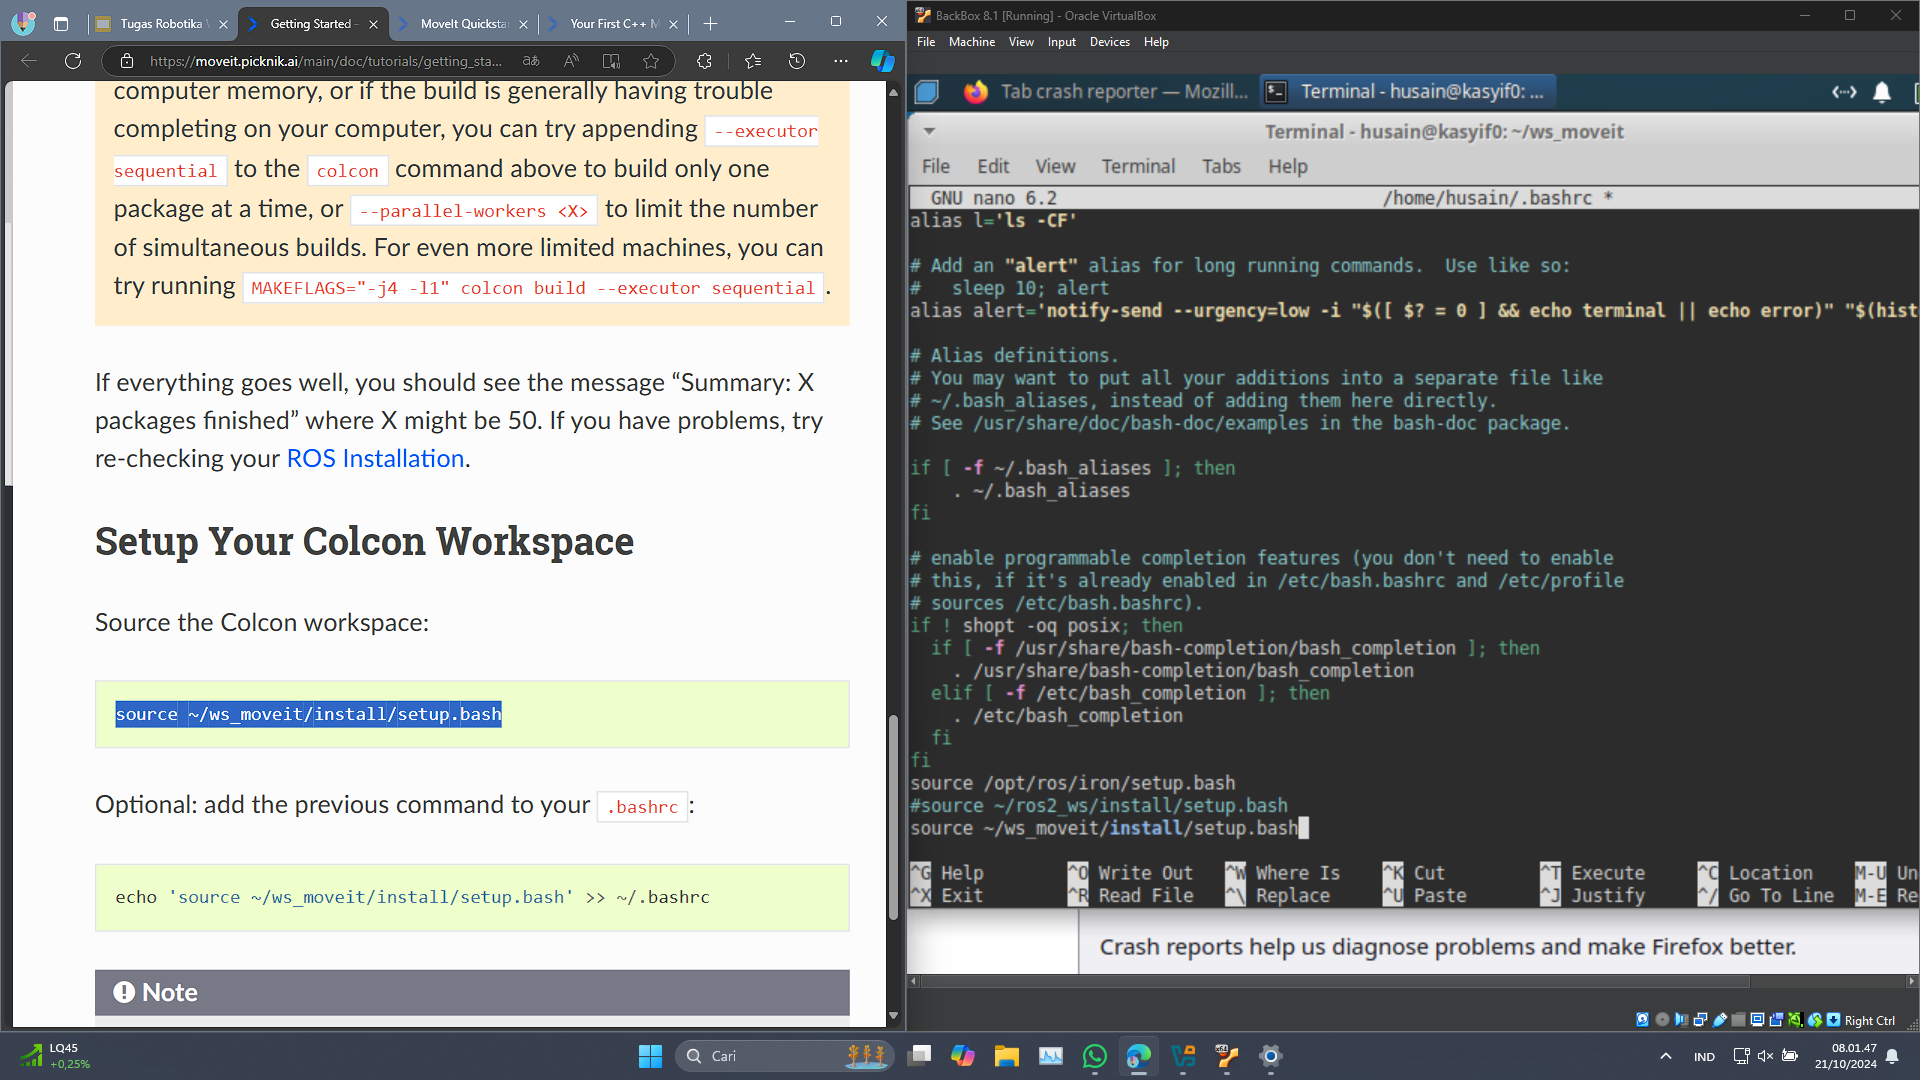 Tugas Robotika
Getting Started -
MoveIt Quicksta
Your First C++ M
https://moveit.picknik.ai/main/doc/tutorials/getting_sta...
computer memory, or if the build is generally having trouble
completing on your computer, you can try appending --executor
sequential to the colcon command above to build only one
package at a time, or --parallel-workers <X> to limit the number
of simultaneous builds. For even more limited machines, you can
try running MAKEFLAGS="-j4 -l1" colcon build --executor sequential .
If everything goes well, you should see the message “Summary: X
packages finished” where X might be 50. If you have problems, try
re-checking your ROS Installation.
Setup Your Colcon Workspace
Source the Colcon workspace:
source ~/ws_moveit/install/setup.bash
Optional: add the previous command to your .bashrc:
echo 'source ~/ws_moveit/install/setup.bash' >> ~/.bashrc
Note
BackBox 8.1 [Running] - Oracle VirtualBox
File Machine View Input Devices Help
Tab crash reporter — Mozill...
Terminal - husain@kasyif0: ...
Terminal - husain@kasyif0: ~/ws_moveit
File Edit View Terminal Tabs Help
GNU nano 6.2 /home/husain/.bashrc *
alias l='ls -CF'
# Add an "alert" alias for long running commands.  Use like so:
#   sleep 10; alert
alias alert='notify-send --urgency=low -i "$([ $? = 0 ] && echo terminal || echo error)" "$(hist
# Alias definitions.
# You may want to put all your additions into a separate file like
# ~/.bash_aliases, instead of adding them here directly.
# See /usr/share/doc/bash-doc/examples in the bash-doc package.
if [ -f ~/.bash_aliases ]; then
. ~/.bash_aliases
fi
# enable programmable completion features (you don't need to enable
# this, if it's already enabled in /etc/bash.bashrc and /etc/profile
# sources /etc/bash.bashrc).
if ! shopt -oq posix; then
if [ -f /usr/share/bash-completion/bash_completion ]; then
. /usr/share/bash-completion/bash_completion
elif [ -f /etc/bash_completion ]; then
. /etc/bash_completion
fi
fi
source /opt/ros/iron/setup.bash
#source ~/ros2_ws/install/setup.bash
source ~/ws_moveit/install/setup.bash
^G Help ^O Write Out ^W Where Is ^K Cut ^T Execute ^C Location M-U Un
^X Exit ^R Read File ^\ Replace ^U Paste ^J Justify ^/ Go To Line M-E Re
Crash reports help us diagnose problems and make Firefox better.
Right Ctrl
LQ45
+0,25%
Cari
IND
08.01.47
21/10/2024